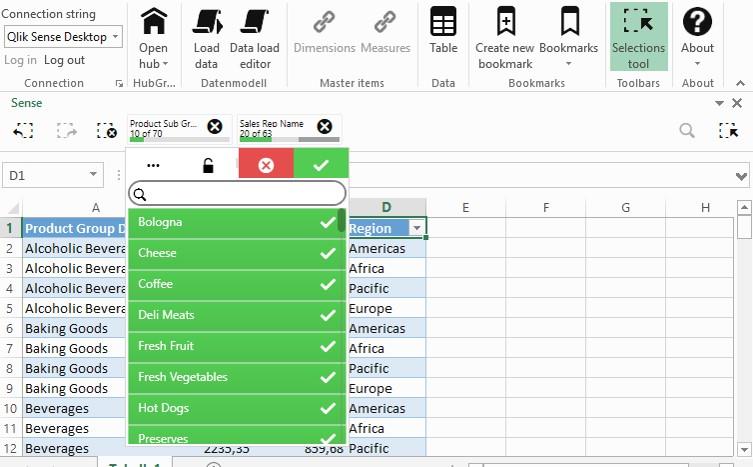 Connection string
Qlik Sense Desktop
Log in Log out
Connection
Open hub
HubGr...
Load data
Data load editor
Datenmodell
Dimensions
Measures
Master items
Table
Data
Create new bookmark
Bookmarks
Bookmarks
Selections tool
Toolbars
About
About
Sense
Product Sub Gr...
10 of 70
Sales Rep Name
20 of 63
D1
Bologna
Cheese
Coffee
Deli Meats
Fresh Fruit
Fresh Vegetables
Hot Dogs
Preserves
A D E F G H
1 Product Group D Region
2 Alcoholic Bevera Americas
3 Alcoholic Bevera Africa
4 Alcoholic Bevera Pacific
5 Alcoholic Bevera Europe
6 Baking Goods Americas
7 Baking Goods Africa
8 Baking Goods Pacific
9 Baking Goods Europe
10 Beverages Americas
11 Beverages Africa
12 Beverages 2235,35 859,68 Pacific